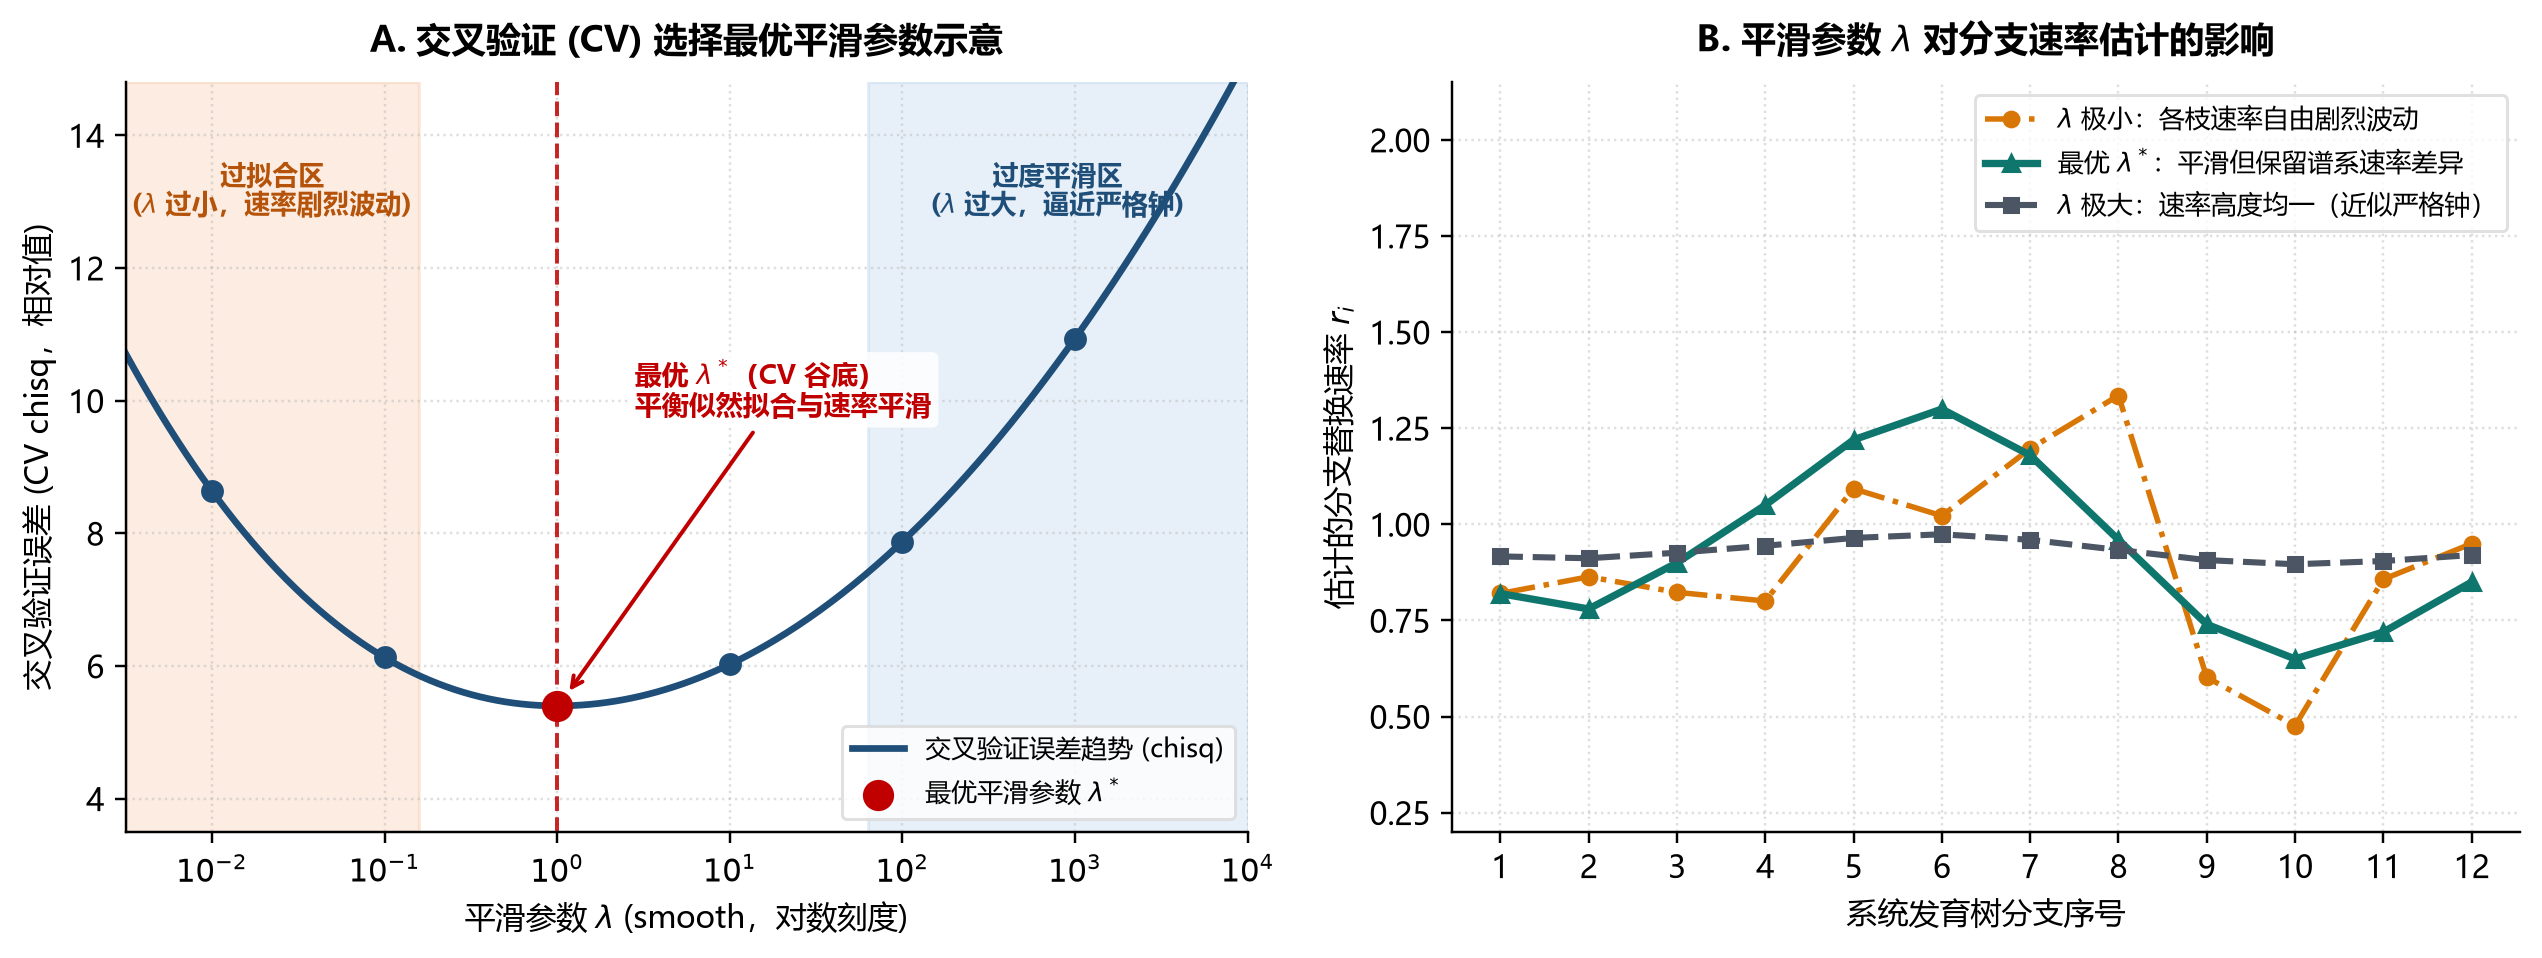 A. 交叉验证 (CV) 选择最优平滑参数示意
交叉验证误差 (CV chisq，相对值)
14
12
10
8
6
4
过拟合区
(λ 过小，速率剧烈波动)
过度平滑区
(λ 过大，逼近严格钟)
最优 λ* (CV 谷底)
平衡似然拟合与速率平滑
交叉验证误差趋势 (chisq)
最优平滑参数 λ*
10⁻² 10⁻¹ 10⁰ 10¹ 10² 10³ 10⁴
平滑参数 λ (smooth，对数刻度)
B. 平滑参数 λ 对分支速率估计的影响
估计的分支替换速率 rᵢ
2.00
1.75
1.50
1.25
1.00
0.75
0.50
0.25
λ 极小：各枝速率自由剧烈波动
最优 λ*：平滑但保留谱系速率差异
λ 极大：速率高度均一（近似严格钟）
1 2 3 4 5 6 7 8 9 10 11 12
系统发育树分支序号